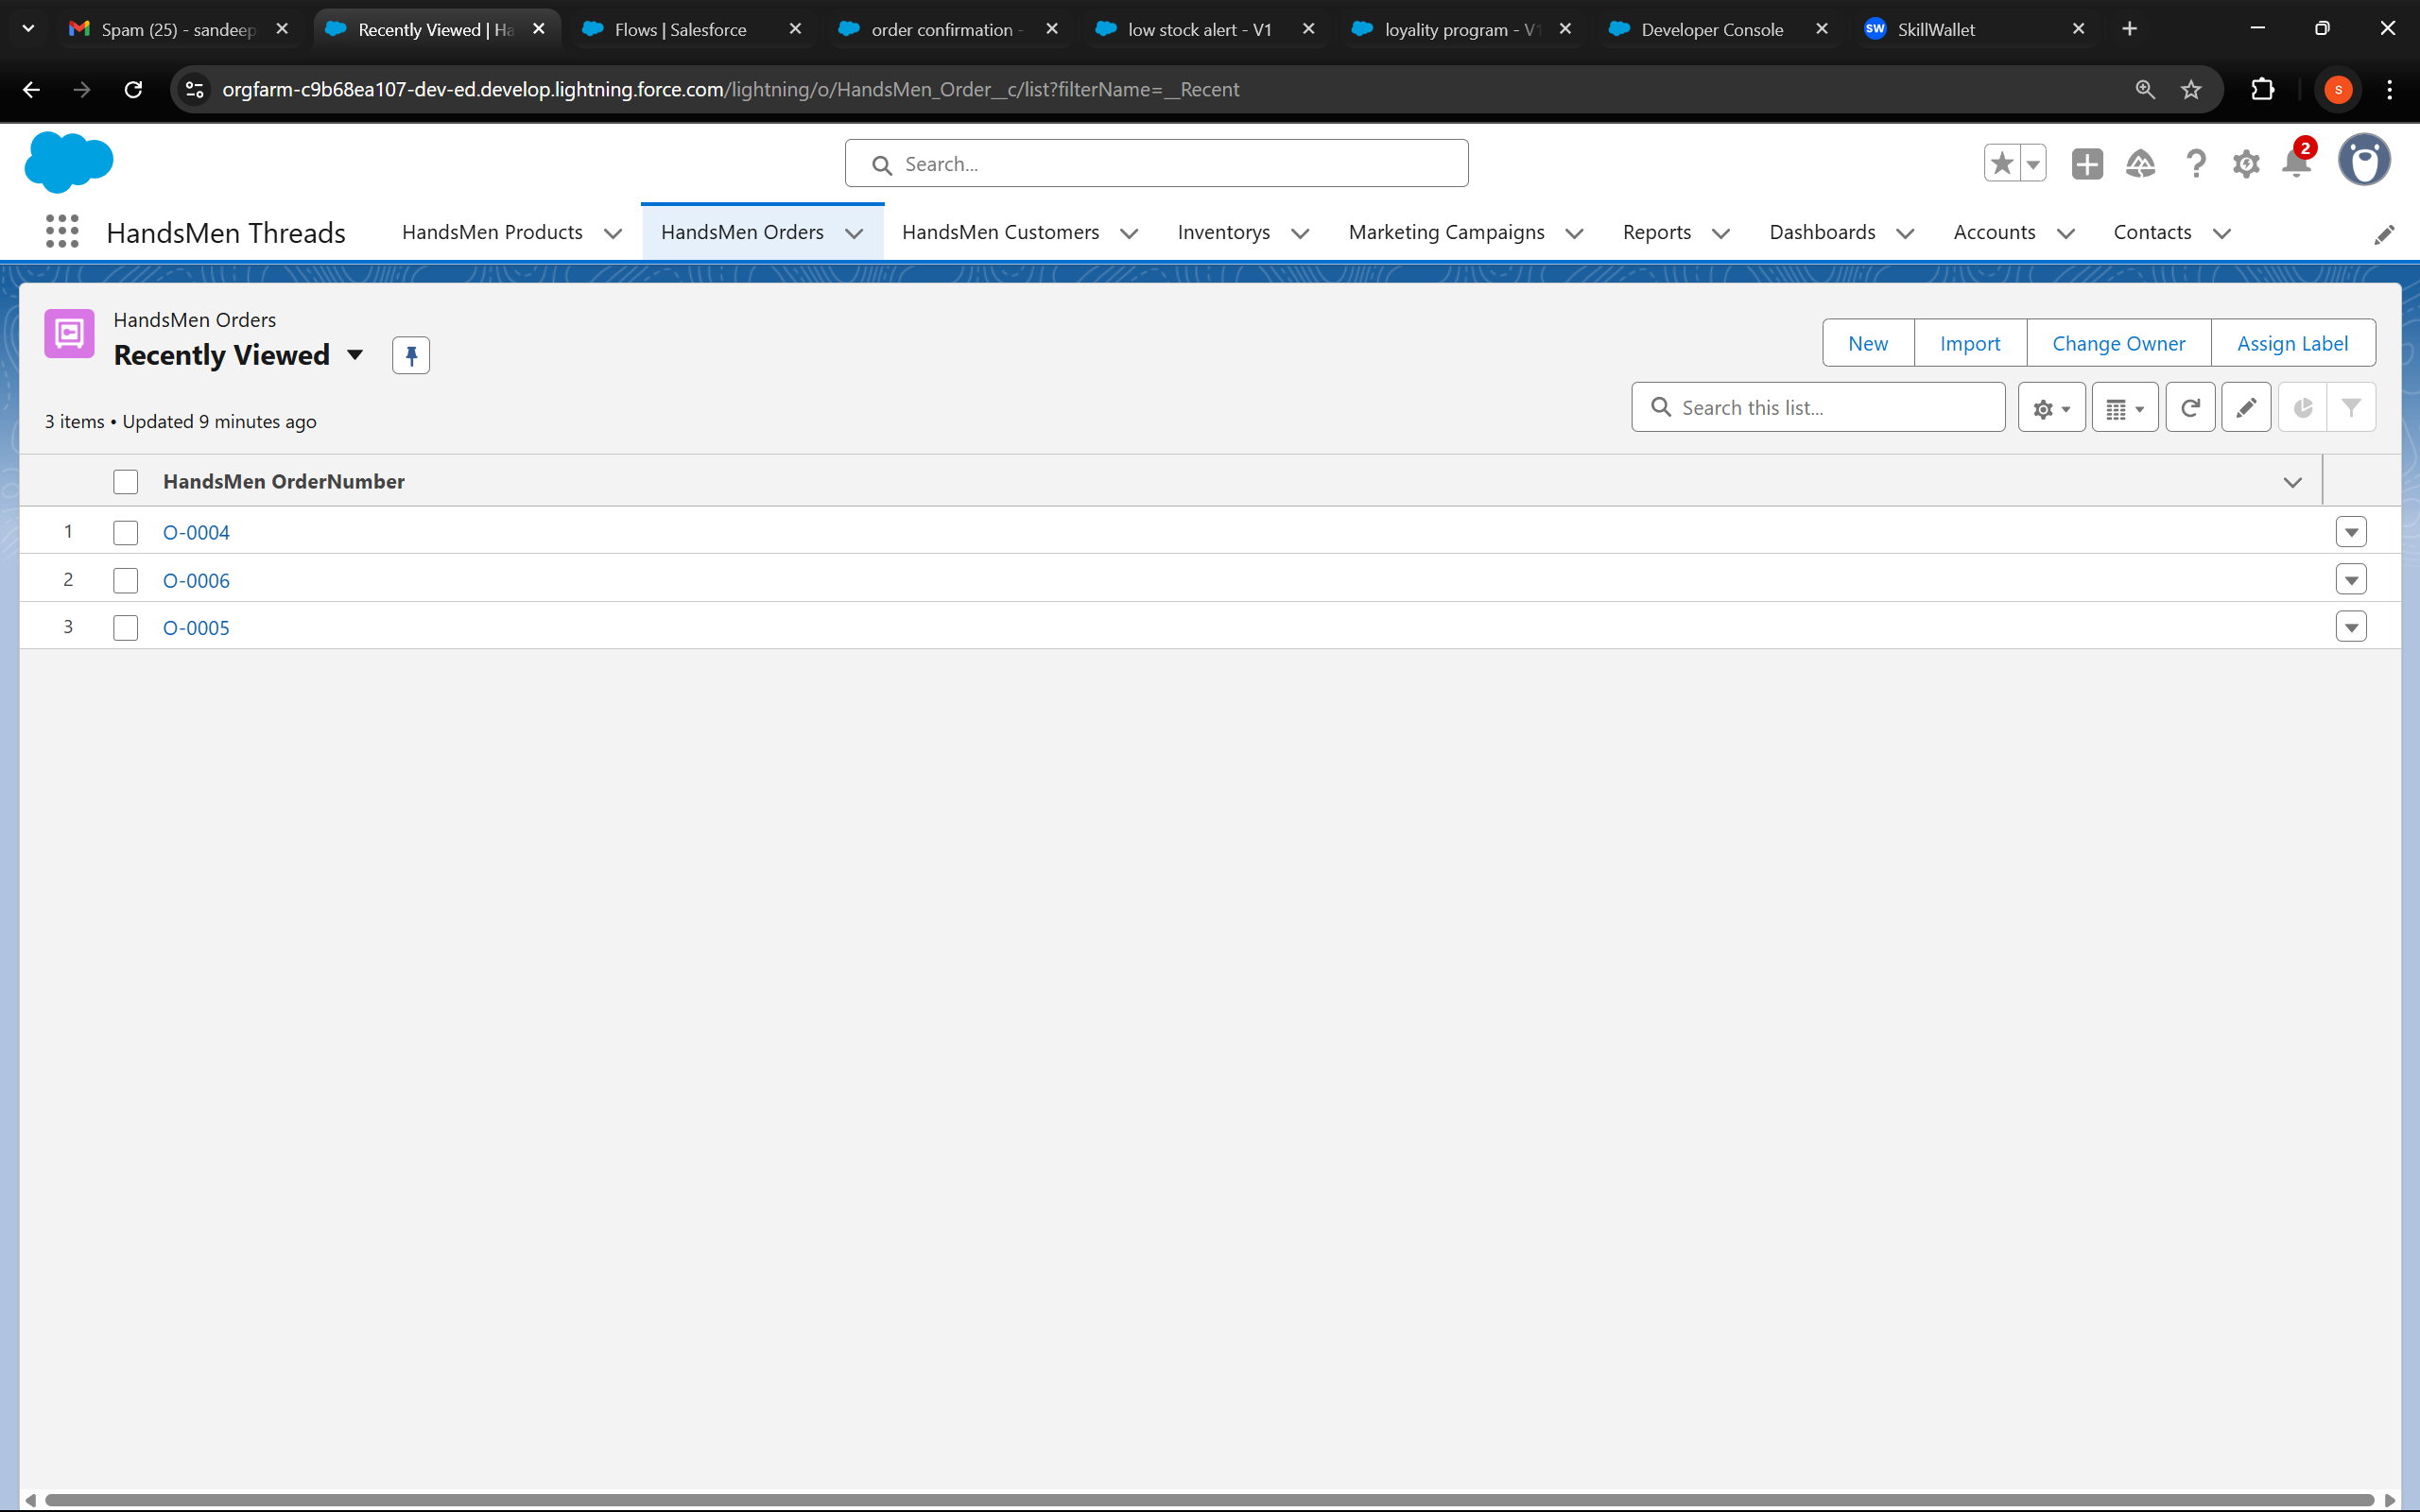 Spam (25) - sandeep
Recently Viewed | Ha
Flows | Salesforce
order confirmation -
low stock alert - V1
loyality program - V1
Developer Console
SW
SkillWallet
orgfarm-c9b68ea107-dev-ed.develop.lightning.force.com/lightning/o/HandsMen_Order__c/list?filterName=__Recent
S
Search...
2
HandsMen Threads
HandsMen Products
HandsMen Orders
HandsMen Customers
Inventorys
Marketing Campaigns
Reports
Dashboards
Accounts
Contacts
HandsMen Orders
Recently Viewed
New
Import
Change Owner
Assign Label
3 items • Updated 9 minutes ago
Search this list...
HandsMen OrderNumber
1 O-0004
2 O-0006
3 O-0005